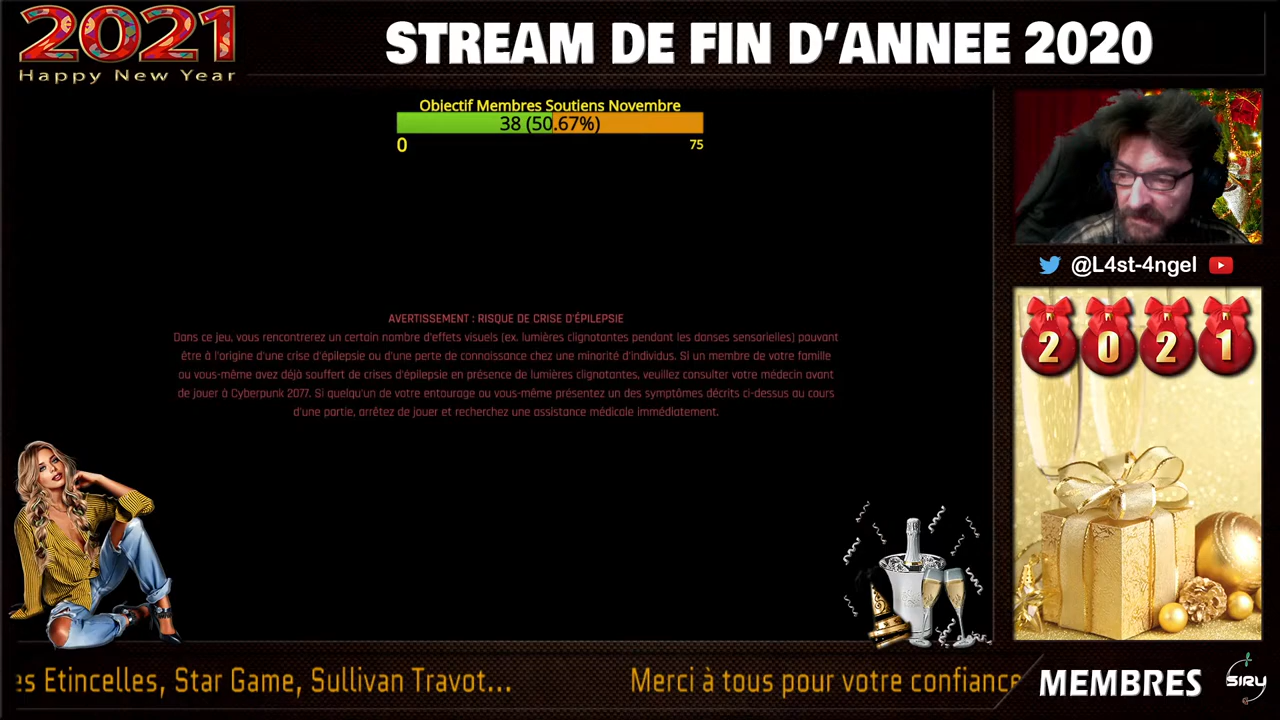 2021
Happy New Year
STREAM DE FIN D'ANNEE 2020
Objectif Membres Soutiens Novembre
38 (50.67%)
0
75
@L4st-4ngel
2 0 2 1
AVERTISSEMENT : RISQUE DE CRISE D'ÉPILEPSIE
Dans ce jeu, vous rencontrerez un certain nombre d'effets visuels (ex. lumières clignotantes pendant les danses sensorielles) pouvant
être à l'origine d'une crise d'épilepsie ou d'une perte de connaissance chez une minorité d'individus. Si un membre de votre famille
ou vous-même avez déjà souffert de crises d'épilepsie en présence de lumières clignotantes, veuillez consulter votre médecin avant
de jouer à Cyberpunk 2077. Si quelqu'un de votre entourage ou vous-même présentez un des symptômes décrits ci-dessus au cours
d'une partie, arrêtez de jouer et recherchez une assistance médicale immédiatement.
es Etincelles, Star Game, Sullivan Travot...
Merci à tous pour votre confiance
MEMBRES
SIRU